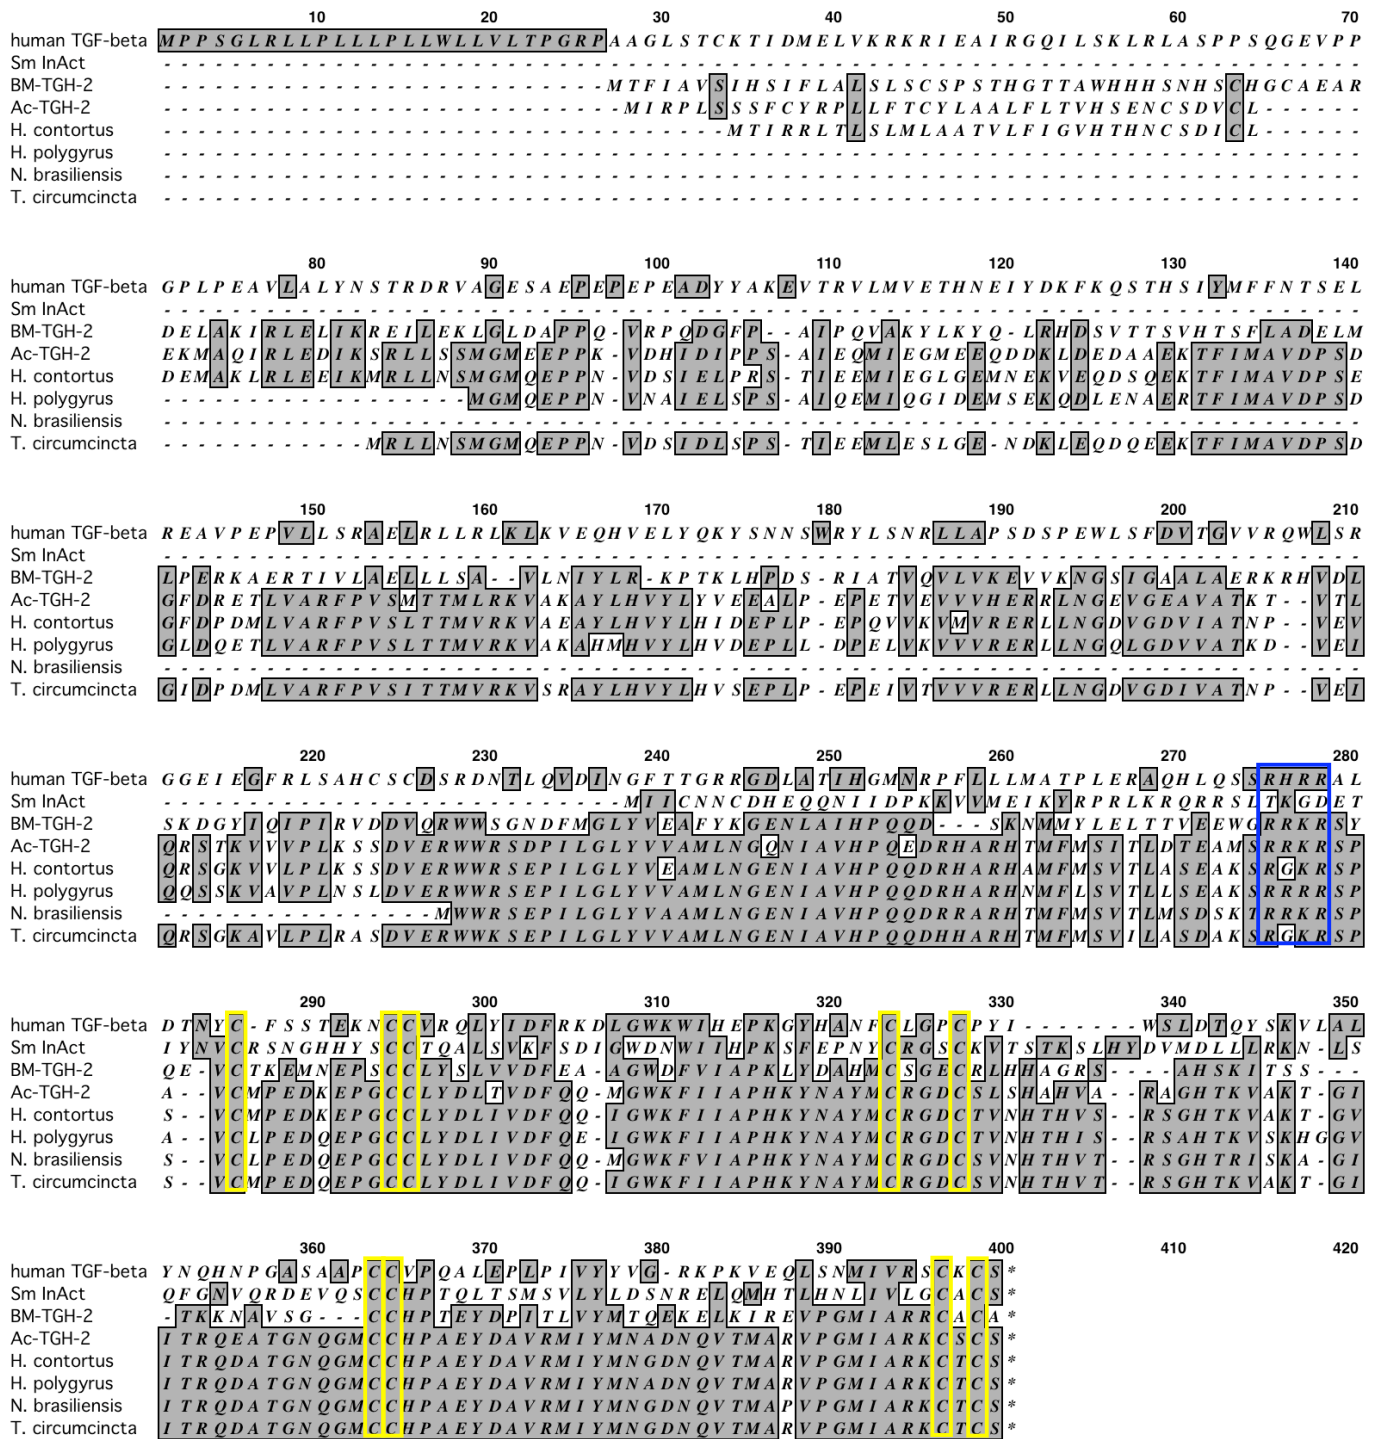 10 20 30 40 50 60 70
human TGF-beta MPPSGLRLLPLLLPLLWLLVLTPGRPAAGLSTCKTIDMELVKRKRIEAIRGQILSKLRLASPPSQGEVPP
Sm InAct ----------------------------------------------------------------------
BM-TGH-2 --------------------------MTFIAVSIHSIFLALSLSCSPSTHGTTAWHHHSNHSCHGCAEAR
Ac-TGH-2 ---------------------------MIRPLSSSFCYRPLLFTCYLAALFLTVHSENCSDVCL------
H. contortus ---------------------------------MTIRRLTLSLMLAATVLFIGVHTHNCSDICL------
H. polygyrus ----------------------------------------------------------------------
N. brasiliensis ----------------------------------------------------------------------
T. circumcincta ----------------------------------------------------------------------
80 90 100 110 120 130 140
human TGF-beta GPLPEAVLALYNSTRDRVAGESAEPEPEPEADYYAKEVTRVLMVETHNEIYDKFKQSTHSIYMFFNTSEL
Sm InAct ----------------------------------------------------------------------
BM-TGH-2 DELAKIRLELIKREILEKLGLDAPPQ-VRPQDGFP--AIPQVAKYLKYQ-LRHDSVTTSVHTSFLADELM
Ac-TGH-2 EKMAQIRLEDIKSRLLSSMGMEEPPK-VDHIDIPPS-AIEQMIEGMEEQDDKLDEDAAEKTFIMAVDPSD
H. contortus DEMAKLRLEEIKMRLLNSMGMQEPPN-VDSIELPRS-TIEEMIEGLGEMNEKVEQDSQEKTFIMAVDPSE
H. polygyrus ------------------MGMQEPPN-VNAIELSPS-AIQEMIQGIDEMSEKQDLENAERTFIMAVDPSD
N. brasiliensis ----------------------------------------------------------------------
T. circumcincta ------------MRLLNSMGMQEPPN-VDSIDLSPS-TIEEMLESLGE-NDKLEQDQEEKTFIMAVDPSD
150 160 170 180 190 200 210
human TGF-beta REAVPEPVLLSRAELRLLRLKLKVEQHVELYQKYSNNSWRYLSNRLLAPSDSPEWLSFDVTGVVRQWLSR
Sm InAct ----------------------------------------------------------------------
BM-TGH-2 LPERKAERTIVLAELLLSA--VLNIYLR-KPTKLHPDS-RIATVQVLVKEVVKNGSIGAALAERKRHVDL
Ac-TGH-2 GFDRETLVARFPVSMTTMLRKVAKAYLHVYLYVEEALP-EPETVEVVVHERRLNGEVGEAVATKT--VTL
H. contortus GFDPDMLVARFPVSLTTMVRKVAEAYLHVYLHIDEPLP-EPQVVKVMVRERLLNGDVGDVIATNP--VEV
H. polygyrus GLDQETLVARFPVSLTTMVRKVAKAHMHVYLHVDEPLL-DPELVKVVVRERLLNGQLGDVVATKD--VEI
N. brasiliensis ----------------------------------------------------------------------
T. circumcincta GIDPDMLVARFPVSITTMVRKVSRAYLHVYLHVSEPLP-EPEIVTVVVRERLLNGDVGDIVATNP--VEI
220 230 240 250 260 270 280
human TGF-beta GGEIEGFRLSAHCSCDSRDNTLQVDINGFTTGRRGDLATIHGMNRPFLLLMATPLERAQHLQSSRHRRAL
Sm InAct ---------------------------MIICNNCDHEQQNIIDPKKVVMEIKYRPRLKRQRRSLTKGDET
BM-TGH-2 SKDGYIQIPIRVDDVQRWWSGNDFMGLYVEAFYKGENLAIHPQQD---SKNMMYLELTTVEEWGRRKRSY
Ac-TGH-2 QRSTKVVVPLKSSDVERWWRSDPILGLYVVAMLNGQNIAVHPQEDRHARHTMFMSITLDTEAMSRRKRSP
H. contortus QRSGKVVLPLKSSDVERWWRSEPILGLYVEAMLNGENIAVHPQQDRHARHAMFMSVTLASEAKSRGKRSP
H. polygyrus QQSSKVAVPLNSLDVERWWRSEPILGLYVVAMLNGENIAVHPQQDRHARHNMFLSVTLLSEAKSRRRRSP
N. brasiliensis ----------------MWWRSEPILGLYVAAMLNGENIAVHPQQDRRARHTMFMSVTLMSDSKTRRKRSP
T. circumcincta QRSGKAVLPLRASDVERWWKSEPILGLYVVAMLNGENIAVHPQQDHHARHTMFMSVILASDAKSRGKRSP
290 300 310 320 330 340 350
human TGF-beta DTNYC-FSSTEKNCCVRQLYIDFRKDLGWKWIHEPKGYHANFCLGPCPYI-------WSLDTQYSKVLAL
Sm InAct IYNVCRSNGHHYSCCTQALSVKFSDIGWDNWIIHPKSFEPNYCRGSCKVTSTKSLHYDVMDLLLRKN-LS
BM-TGH-2 QE-VCTKEMNEPSCCLYSLVVDFEA-AGWDFVIAPKLYDAHMCSGECRLHHAGRS----AHSKITSS---
Ac-TGH-2 A--VCMPEDKEPGCCLYDLTVDFQQ-MGWKFIIAPHKYNAYMCRGDCSLSHAHVA--RAGHTKVAKT-GI
H. contortus S--VCMPEDKEPGCCLYDLIVDFQQ-IGWKFIIAPHKYNAYMCRGDCTVNHTHVS--RSGHTKVAKT-GV
H. polygyrus A--VCLPEDQEPGCCLYDLIVDFQE-IGWKFIIAPHKYNAYMCRGDCTVNHTHIS--RSAHTKVSKHGGV
N. brasiliensis S--VCLPEDQEPGCCLYDLIVDFQQ-MGWKFVIAPHKYNAYMCRGDCSVNHTHVT--RSGHTRISKA-GI
T. circumcincta S--VCMPEDQEPGCCLYDLIVDFQQ-IGWKFIIAPHKYNAYMCRGDCSVNHTHVT--RSGHTKVAKT-GI
360 370 380 390 400 410 420
human TGF-beta YNQHNPGASAAPCCVPQALEPLPIVYYVG-RKPKVEQLSNMIVRSCKCS*
Sm InAct QFGNVQRDEVQSCCHPTQLTSMSVLYLDSNRELQMHTLHNLIVLGCACS*
BM-TGH-2 -TKKNAVSG---CCHPTEYDPITLVYMTQEKELKIREVPGMIARRCACA*
Ac-TGH-2 ITRQEATGNQGMCCHPAEYDAVRMIYMNADNQVTMARVPGMIARKCSCS*
H. contortus ITRQDATGNQGMCCHPAEYDAVRMIYMNGDNQVTMARVPGMIARKCTCS*
H. polygyrus ITRQDATGNQGMCCHPAEYDAVRMIYMNADNQVTMARVPGMIARKCTCS*
N. brasiliensis ITRQDATGNQGMCCHPAEYDAVRMIYMNGDNQVTMAPVPGMIARKCTCS*
T. circumcincta ITRQDATGNQGMCCHPAEYDAVRMIYMNGDNQVTMARVPGMIARKCTCS*